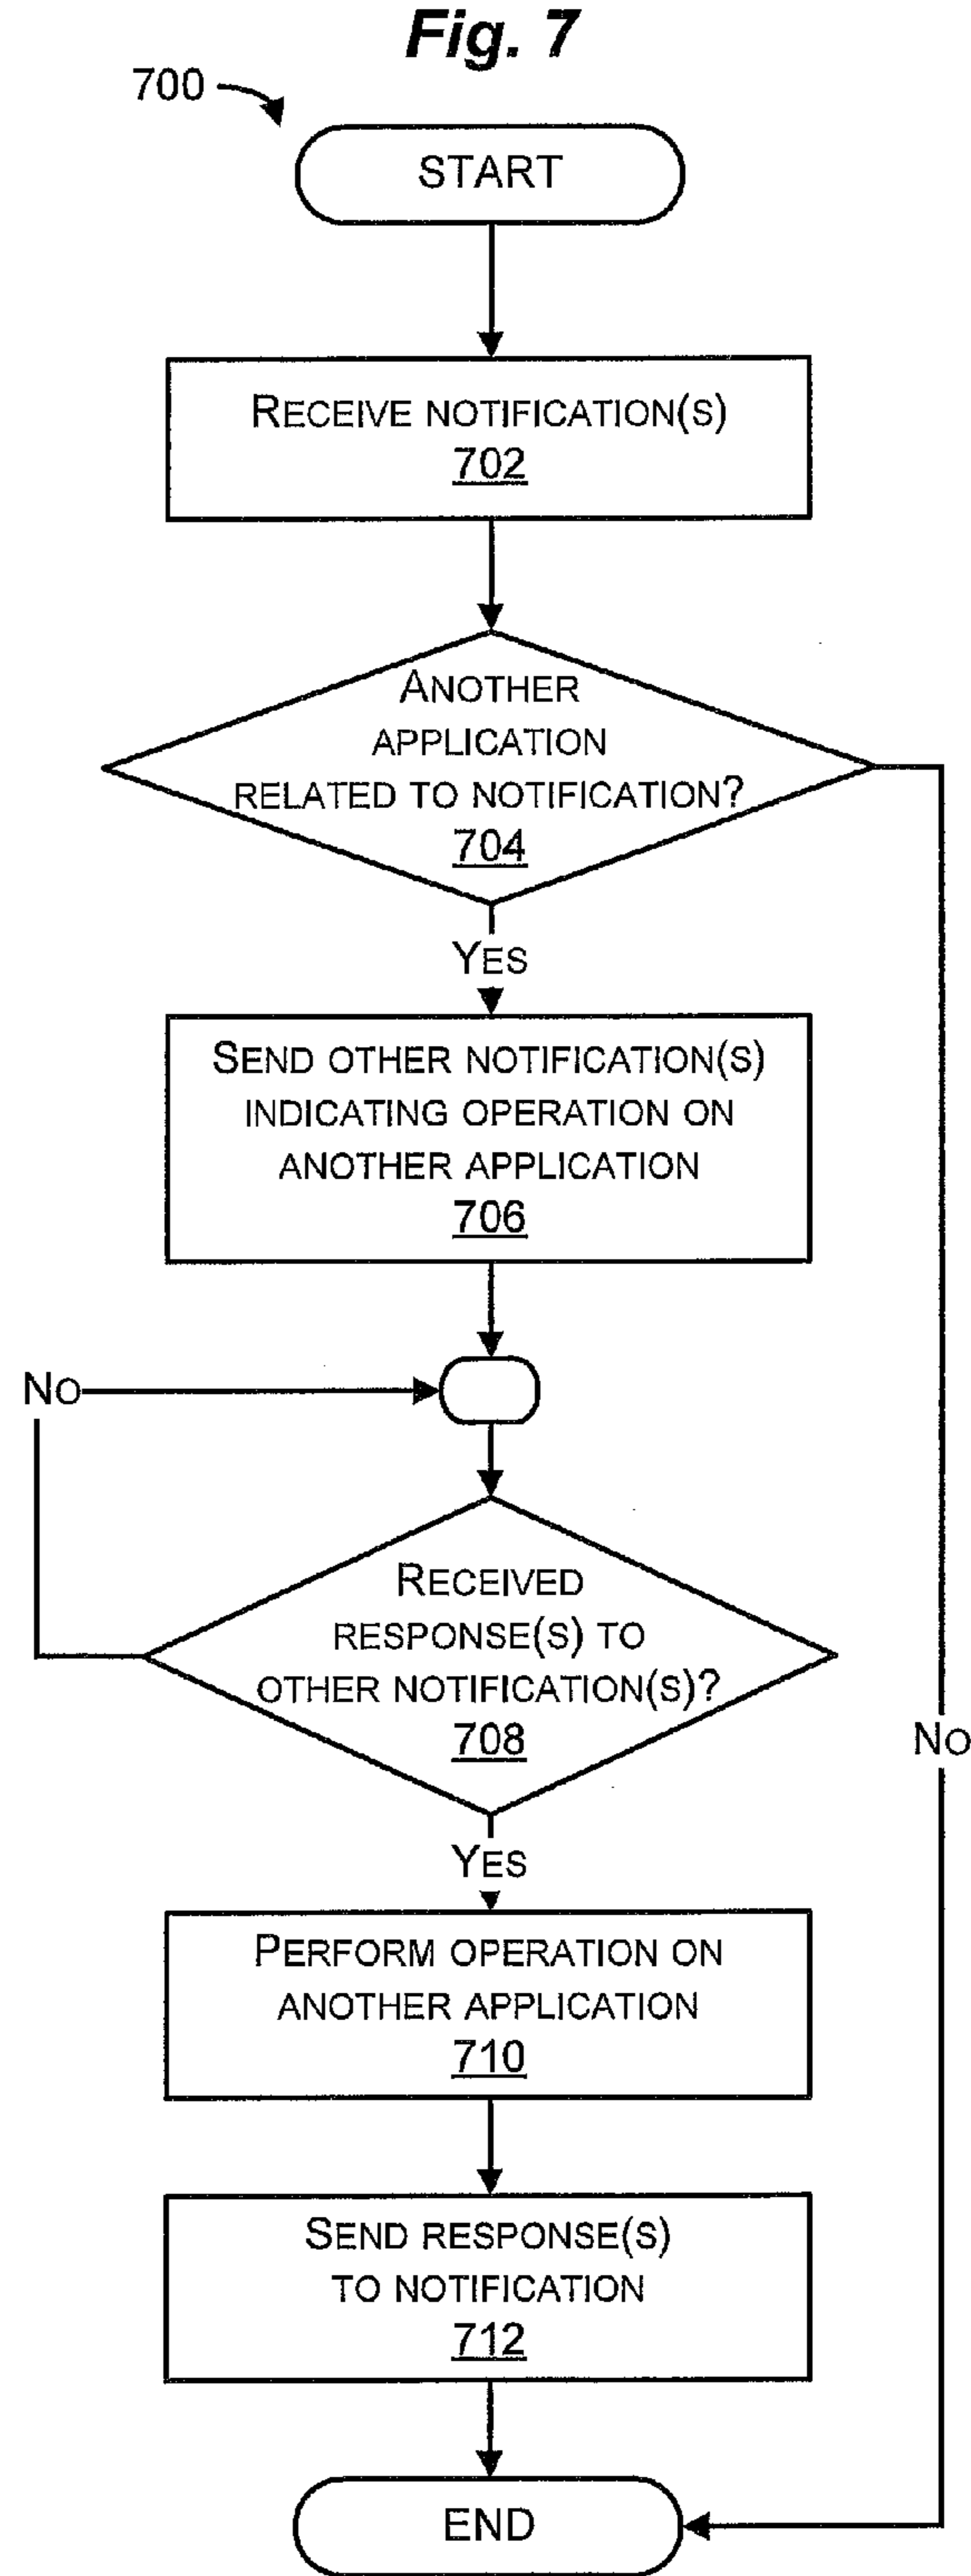 Fig. 7
700
START
RECEIVE NOTIFICATION(S)
702
ANOTHER
APPLICATION
RELATED TO NOTIFICATION?
704
YES
SEND OTHER NOTIFICATION(S)
INDICATING OPERATION ON
ANOTHER APPLICATION
706
NO
RECEIVED
RESPONSE(S) TO
OTHER NOTIFICATION(S)?
708
NO
YES
PERFORM OPERATION ON
ANOTHER APPLICATION
710
SEND RESPONSE(S)
TO NOTIFICATION
712
END